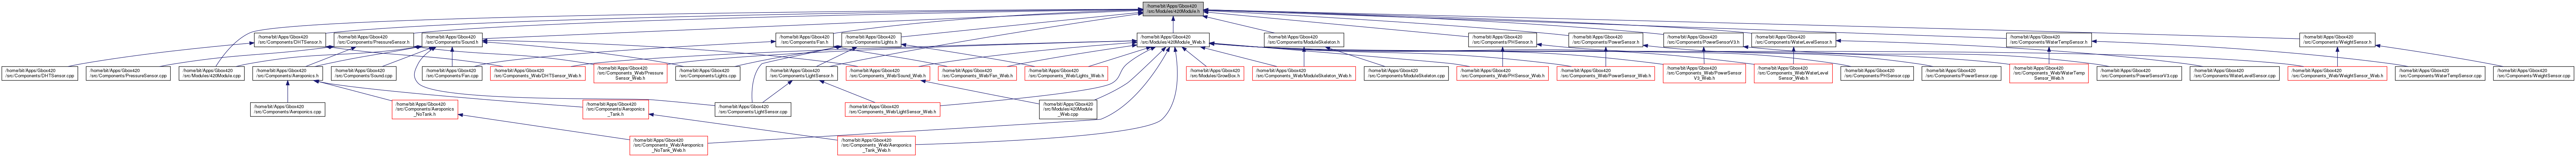 /home/bit/Apps/Gbox420
/src/Modules/420Module.h
/home/bit/Apps/Gbox420
/src/Components/DHTSensor.h
/home/bit/Apps/Gbox420
/src/Components/PressureSensor.h
/home/bit/Apps/Gbox420
/src/Components/Sound.h
/home/bit/Apps/Gbox420
/src/Components/Fan.h
/home/bit/Apps/Gbox420
/src/Components/Lights.h
/home/bit/Apps/Gbox420
/src/Modules/420Module_Web.h
/home/bit/Apps/Gbox420
/src/Components/ModuleSkeleton.h
/home/bit/Apps/Gbox420
/src/Components/PHSensor.h
/home/bit/Apps/Gbox420
/src/Components/PowerSensor.h
/home/bit/Apps/Gbox420
/src/Components/PowerSensorV3.h
/home/bit/Apps/Gbox420
/src/Components/WaterLevelSensor.h
/home/bit/Apps/Gbox420
/src/Components/WaterTempSensor.h
/home/bit/Apps/Gbox420
/src/Components/WeightSensor.h
/home/bit/Apps/Gbox420
/src/Components/DHTSensor.cpp
/home/bit/Apps/Gbox420
/src/Components/PressureSensor.cpp
/home/bit/Apps/Gbox420
/src/Modules/420Module.cpp
/home/bit/Apps/Gbox420
/src/Components/Aeroponics.h
/home/bit/Apps/Gbox420
/src/Components/Sound.cpp
/home/bit/Apps/Gbox420
/src/Components/Fan.cpp
/home/bit/Apps/Gbox420
/src/Components_Web/DHTSensor_Web.h
/home/bit/Apps/Gbox420
/src/Components_Web/Pressure
Sensor_Web.h
/home/bit/Apps/Gbox420
/src/Components/Lights.cpp
/home/bit/Apps/Gbox420
/src/Components/LightSensor.h
/home/bit/Apps/Gbox420
/src/Components_Web/Sound_Web.h
/home/bit/Apps/Gbox420
/src/Components_Web/Fan_Web.h
/home/bit/Apps/Gbox420
/src/Components_Web/Lights_Web.h
/home/bit/Apps/Gbox420
/src/Modules/GrowBox.h
/home/bit/Apps/Gbox420
/src/Components_Web/ModuleSkeleton_Web.h
/home/bit/Apps/Gbox420
/src/Components/ModuleSkeleton.cpp
/home/bit/Apps/Gbox420
/src/Components_Web/PHSensor_Web.h
/home/bit/Apps/Gbox420
/src/Components_Web/PowerSensor_Web.h
/home/bit/Apps/Gbox420
/src/Components_Web/PowerSensor
V3_Web.h
/home/bit/Apps/Gbox420
/src/Components_Web/WaterLevel
Sensor_Web.h
/home/bit/Apps/Gbox420
/src/Components/PHSensor.cpp
/home/bit/Apps/Gbox420
/src/Components/PowerSensor.cpp
/home/bit/Apps/Gbox420
/src/Components_Web/WaterTemp
Sensor_Web.h
/home/bit/Apps/Gbox420
/src/Components/PowerSensorV3.cpp
/home/bit/Apps/Gbox420
/src/Components/WaterLevelSensor.cpp
/home/bit/Apps/Gbox420
/src/Components_Web/WeightSensor_Web.h
/home/bit/Apps/Gbox420
/src/Components/WaterTempSensor.cpp
/home/bit/Apps/Gbox420
/src/Components/WeightSensor.cpp
/home/bit/Apps/Gbox420
/src/Components/Aeroponics.cpp
/home/bit/Apps/Gbox420
/src/Components/Aeroponics
_NoTank.h
/home/bit/Apps/Gbox420
/src/Components/Aeroponics
_Tank.h
/home/bit/Apps/Gbox420
/src/Components/LightSensor.cpp
/home/bit/Apps/Gbox420
/src/Components_Web/LightSensor_Web.h
/home/bit/Apps/Gbox420
/src/Modules/420Module
_Web.cpp
/home/bit/Apps/Gbox420
/src/Components_Web/Aeroponics
_NoTank_Web.h
/home/bit/Apps/Gbox420
/src/Components_Web/Aeroponics
_Tank_Web.h